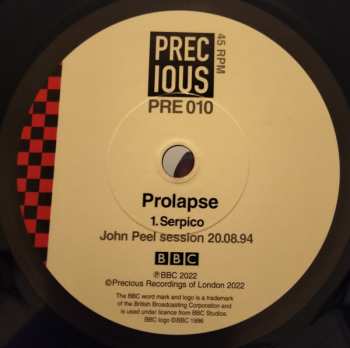 PREC
IOUS
45 RPM
PRE 010
Prolapse
1. Serpico
John Peel session 20.08.94
BBC
℗BBC 2022
©Precious Recordings of London 2022
The BBC word mark and logo is a trademark
of the British Broadcasting Corporation and
is used under licence from BBC Studios.
BBC logo ©BBC 1996